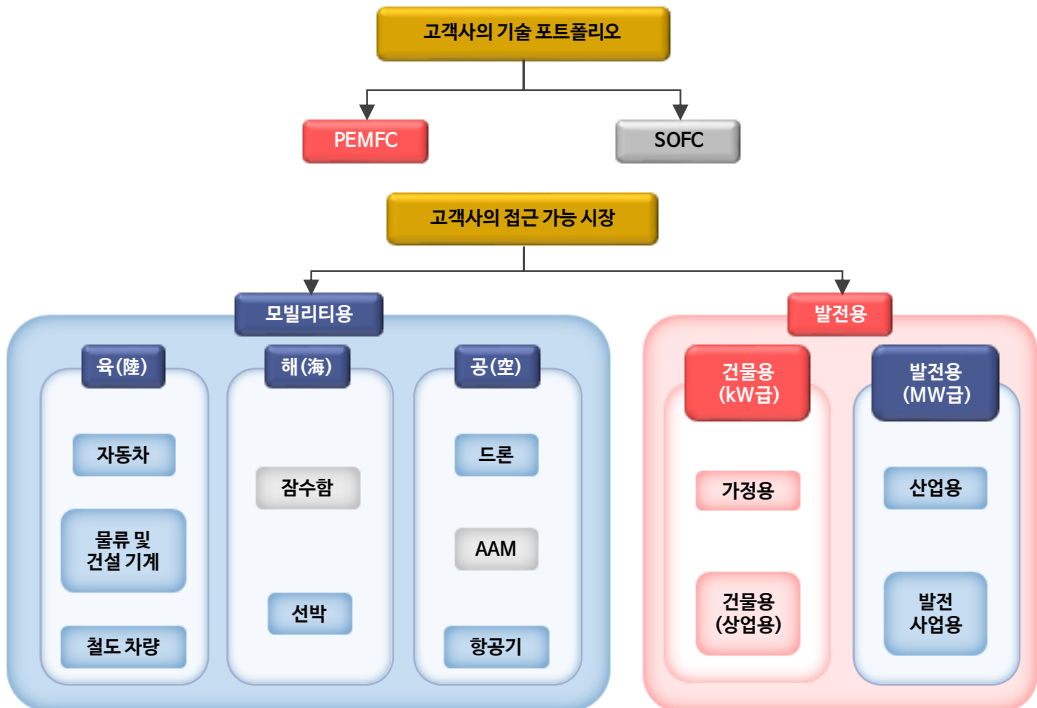 고객사의 기술 포트폴리오
PEMFC
SOFC
고객사의 접근 가능 시장
모빌리티용
육(陸)
자동차
물류 및
건설 기계
철도 차량
해(海)
잠수함
선박
공(空)
드론
AAM
항공기
발전용
건물용
(kW급)
가정용
건물용
(상업용)
발전용
(MW급)
산업용
발전
사업용